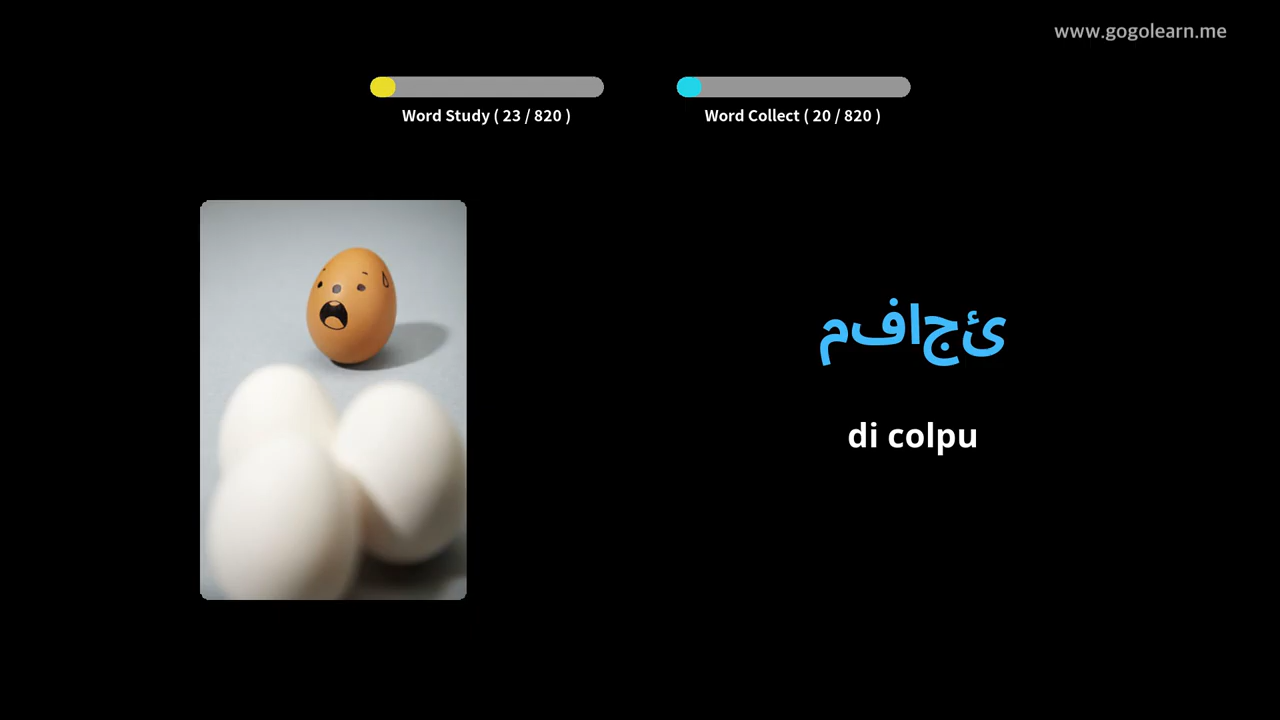 www.gogolearn.me
Word Study ( 23 / 820 )
Word Collect ( 20 / 820 )
مفاجئ
di colpu